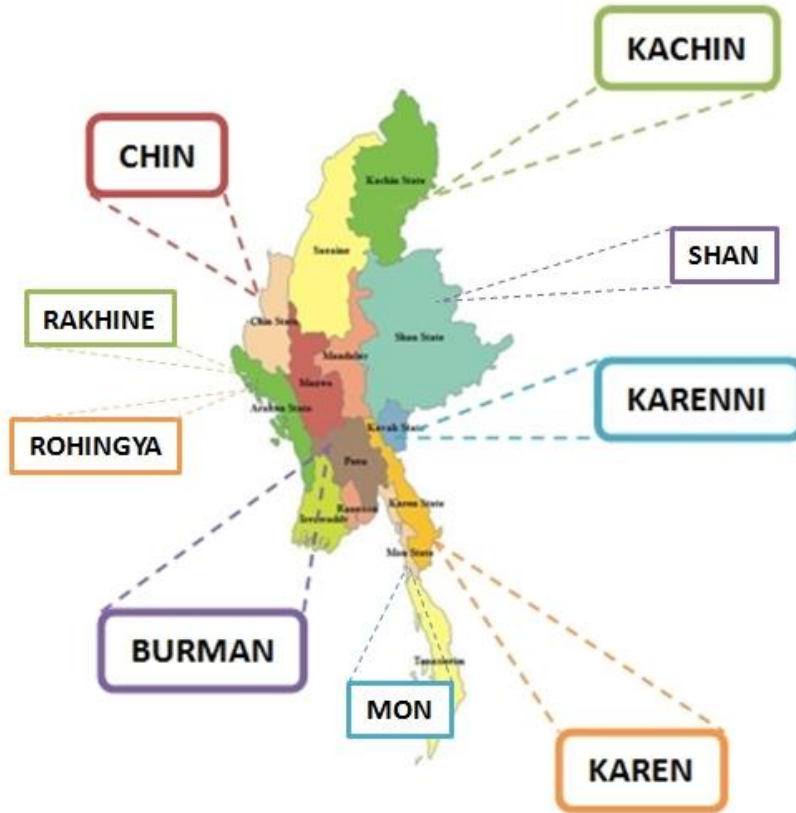 KACHIN
CHIN
Kachin State
SHAN
Sagaing
RAKHINE
Chin State
Shan State
Mandalay
Magwe
KARENNI
Arakan State
ROHINGYA
Kayah State
Pegu
Karen State
Rangoon
Irrawaddy
Mon State
BURMAN
Tenasserim
MON
KAREN